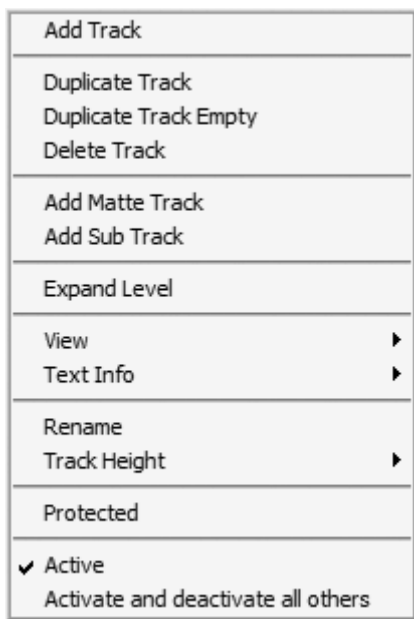 Add Track
Duplicate Track
Duplicate Track Empty
Delete Track
Add Matte Track
Add Sub Track
Expand Level
View
Text Info
Rename
Track Height
Protected
Active
Activate and deactivate all others